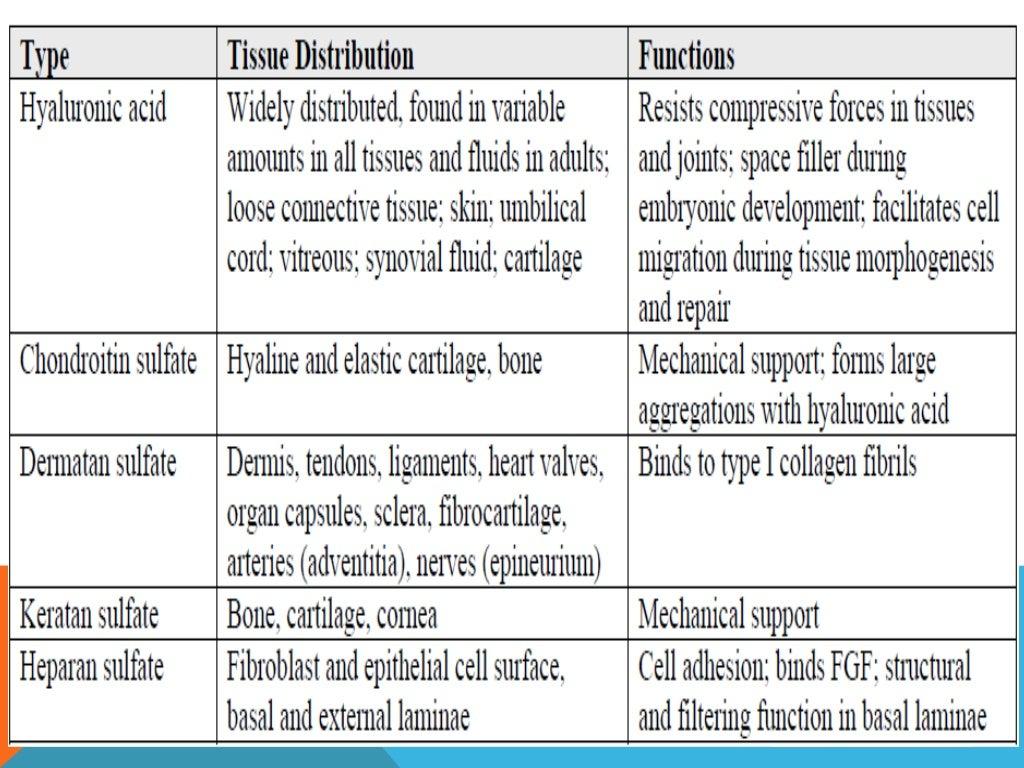 Type Tissue Distribution Functions
Hyaluronic acid Widely distributed, found in variable Resists compressive forces in tissues
amounts in all tissues and fluids in adults; and joints; space filler during
loose connective tissue; skin; umbilical embryonic development; facilitates cell
cord; vitreous; synovial fluid; cartilage migration during tissue morphogenesis
and repair
Chondroitin sulfate Hyaline and elastic cartilage, bone Mechanical support; forms large
aggregations with hyaluronic acid
Dermatan sulfate Dermis, tendons, ligaments, heart valves, Binds to type I collagen fibrils
organ capsules, sclera, fibrocartilage,
arteries (adventitia), nerves (epineurium)
Keratan sulfate Bone, cartilage, cornea Mechanical support
Heparan sulfate Fibroblast and epithelial cell surface, Cell adhesion; binds FGF; structural
basal and external laminae and filtering function in basal laminae